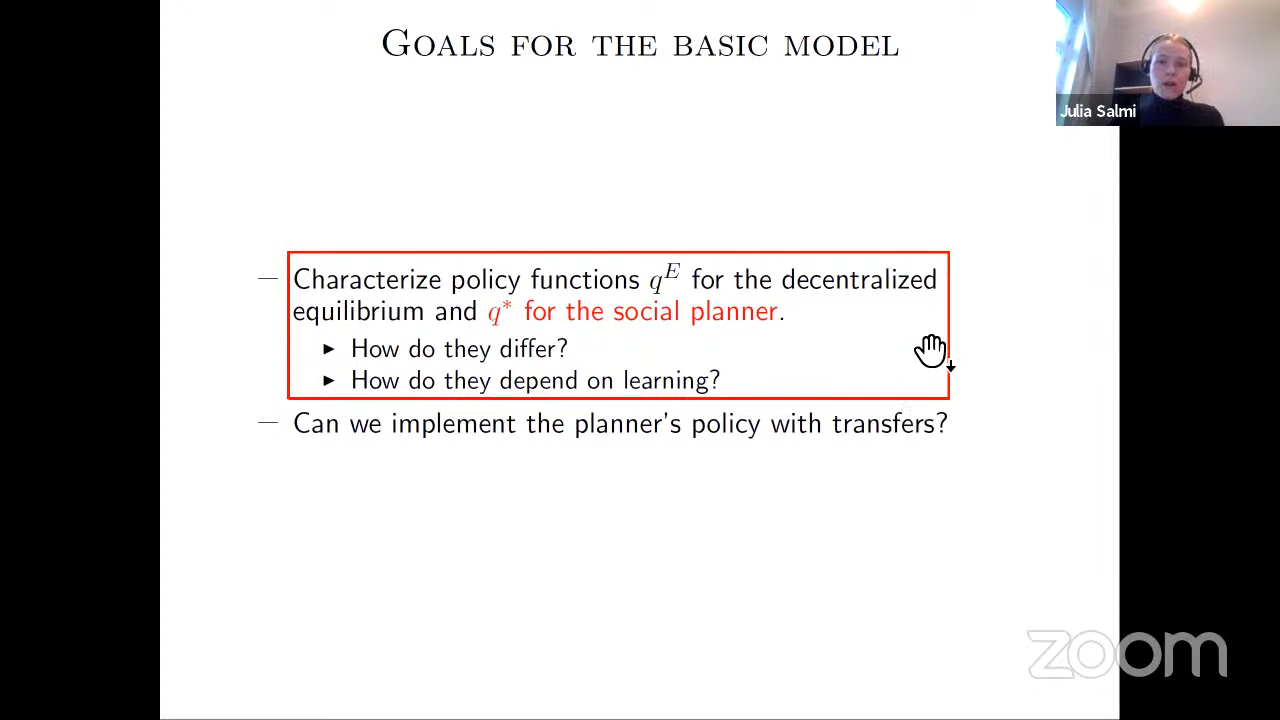 GOALS FOR THE BASIC MODEL
Julia Salmi
— Characterize policy functions q^E for the decentralized
equilibrium and q* for the social planner.
▶ How do they differ?
▶ How do they depend on learning?
— Can we implement the planner's policy with transfers?
zoom